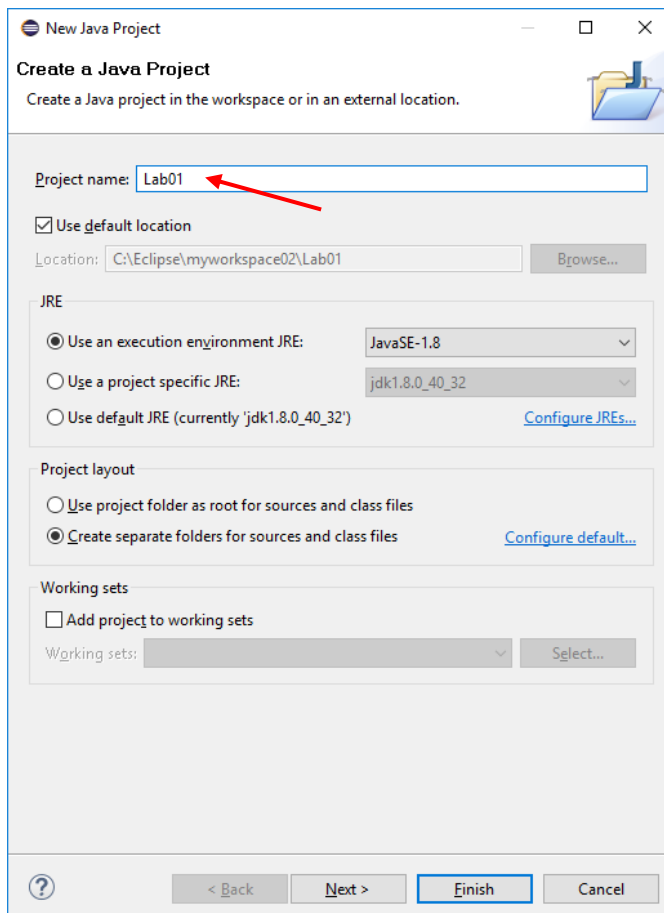 New Java Project
Create a Java Project
Create a Java project in the workspace or in an external location.
Project name: Lab01
Use default location
Location: C:\Eclipse\myworkspace02\Lab01 Browse...
JRE
Use an execution environment JRE: JavaSE-1.8
Use a project specific JRE: jdk1.8.0_40_32
Use default JRE (currently 'jdk1.8.0_40_32') Configure JREs...
Project layout
Use project folder as root for sources and class files
Create separate folders for sources and class files Configure default...
Working sets
Add project to working sets
Working sets: Select...
? < Back Next > Finish Cancel